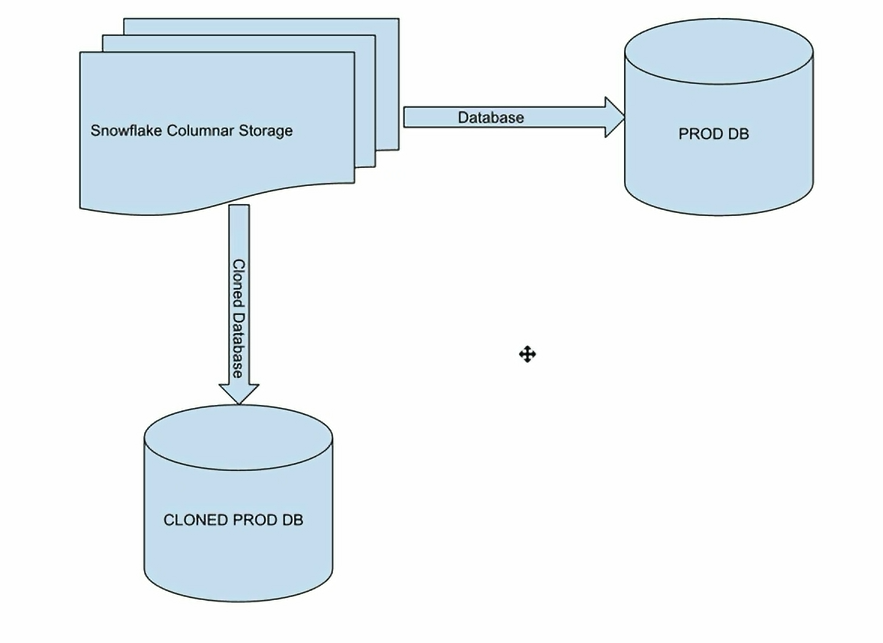 Snowflake Columnar Storage
Database
PROD DB
Cloned Database
CLONED PROD DB